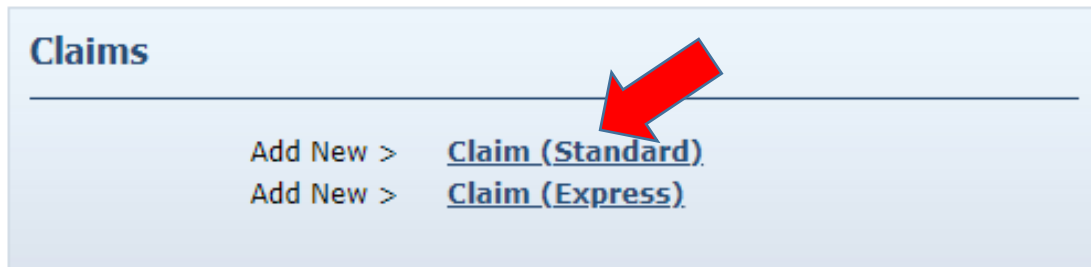 Claims
Add New > Claim (Standard)
Add New > Claim (Express)